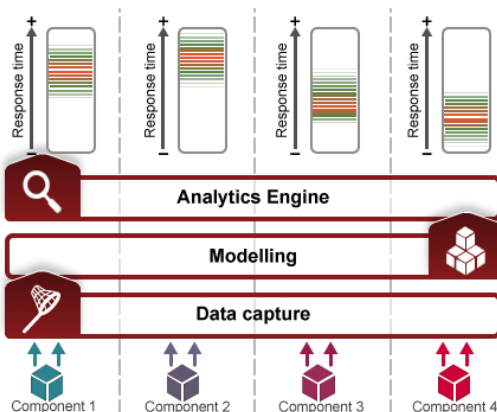 +
Response time
−
+
Response time
−
+
Response time
−
+
Response time
−
Analytics Engine
Modelling
Data capture
Component 1
Component 2
Component 3
Component 4